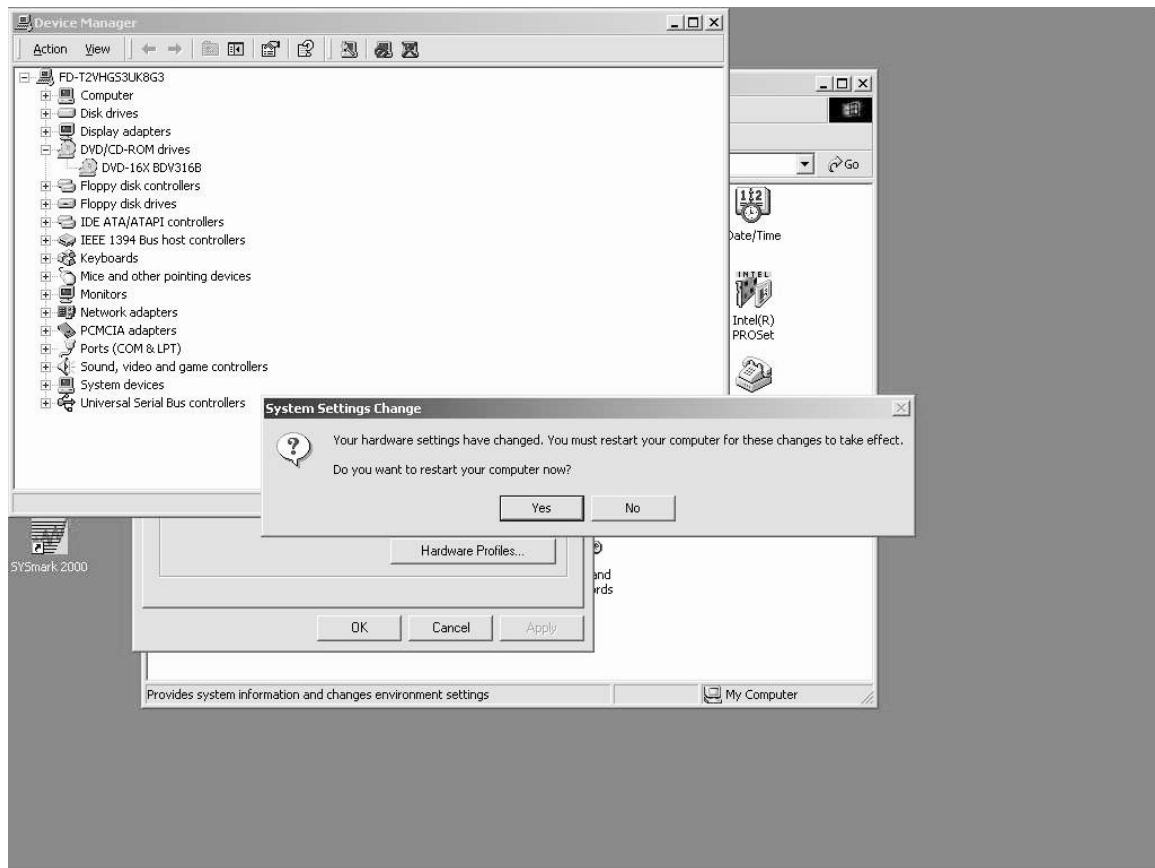 Device Manager
Action View
FD-T2VHGS3UK8G3
Computer
Disk drives
Display adapters
DVD/CD-ROM drives
DVD-16X BDV316B
Floppy disk controllers
Floppy disk drives
IDE ATA/ATAPI controllers
IEEE 1394 Bus host controllers
Keyboards
Mice and other pointing devices
Monitors
Network adapters
PCMCIA adapters
Ports (COM & LPT)
Sound, video and game controllers
System devices
Universal Serial Bus controllers
Go
Date/Time
INTEL
Intel(R)
PROSet
System Settings Change
Your hardware settings have changed. You must restart your computer for these changes to take effect.
Do you want to restart your computer now?
Yes No
SYSmark 2000
Hardware Profiles...
and
rds
OK Cancel Apply
Provides system information and changes environment settings
My Computer